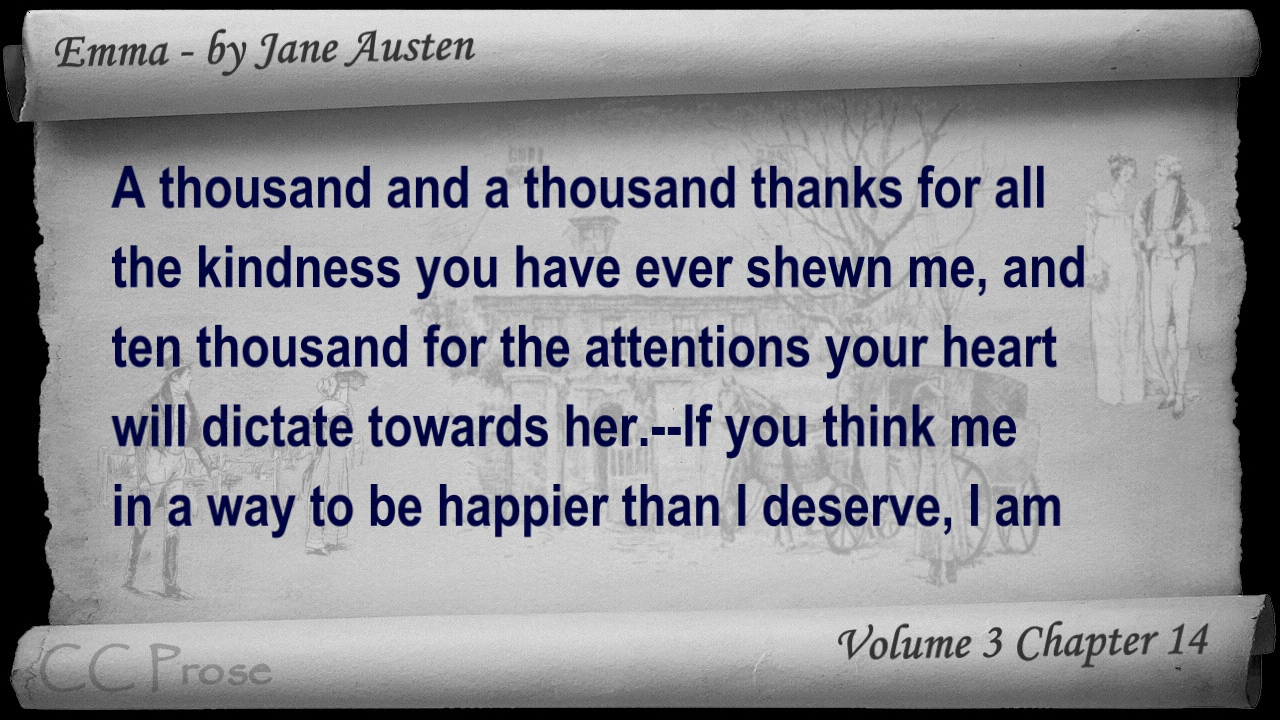 Emma - by Jane Austen
A thousand and a thousand thanks for all
the kindness you have ever shewn me, and
ten thousand for the attentions your heart
will dictate towards her.--If you think me
in a way to be happier than I deserve, I am
Volume 3 Chapter 14
CC Prose